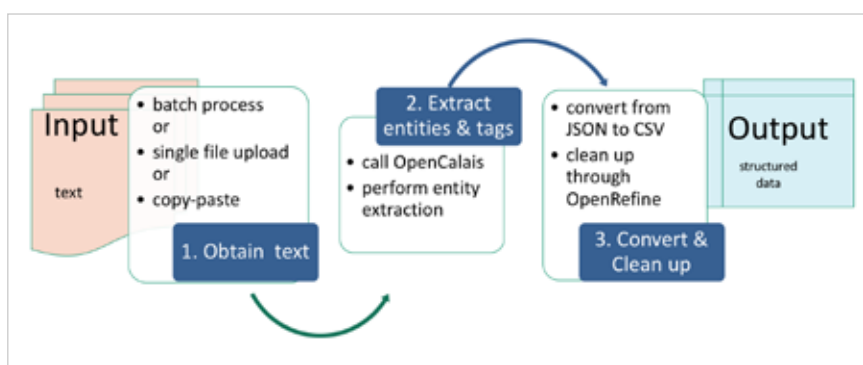 Input
text
• batch process
or
• single file upload
or
• copy-paste
1. Obtain text
2. Extract
entities & tags
• call OpenCalais
• perform entity
extraction
• convert from
JSON to CSV
• clean up
through
OpenRefine
3. Convert &
Clean up
Output
structured
data